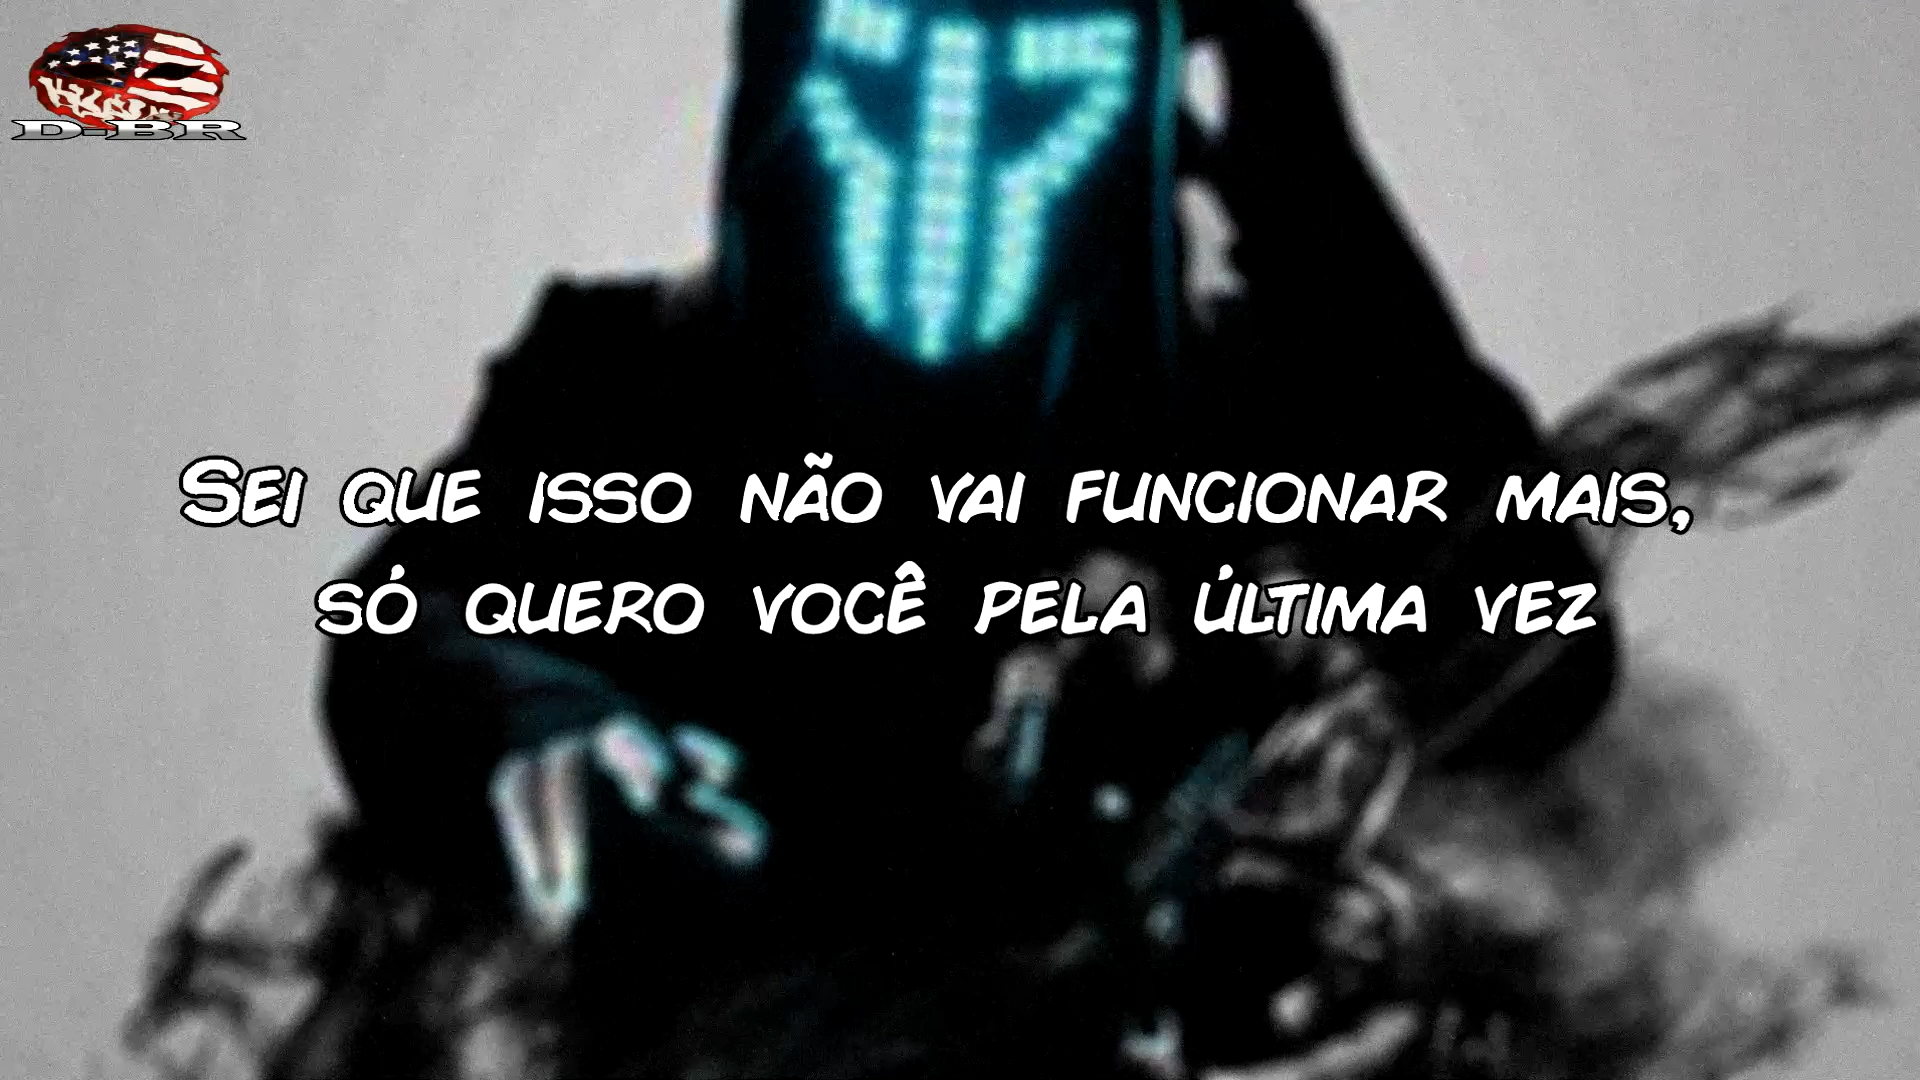 D-BR
Sei que isso não vai funcionar mais,
só quero você pela última vez